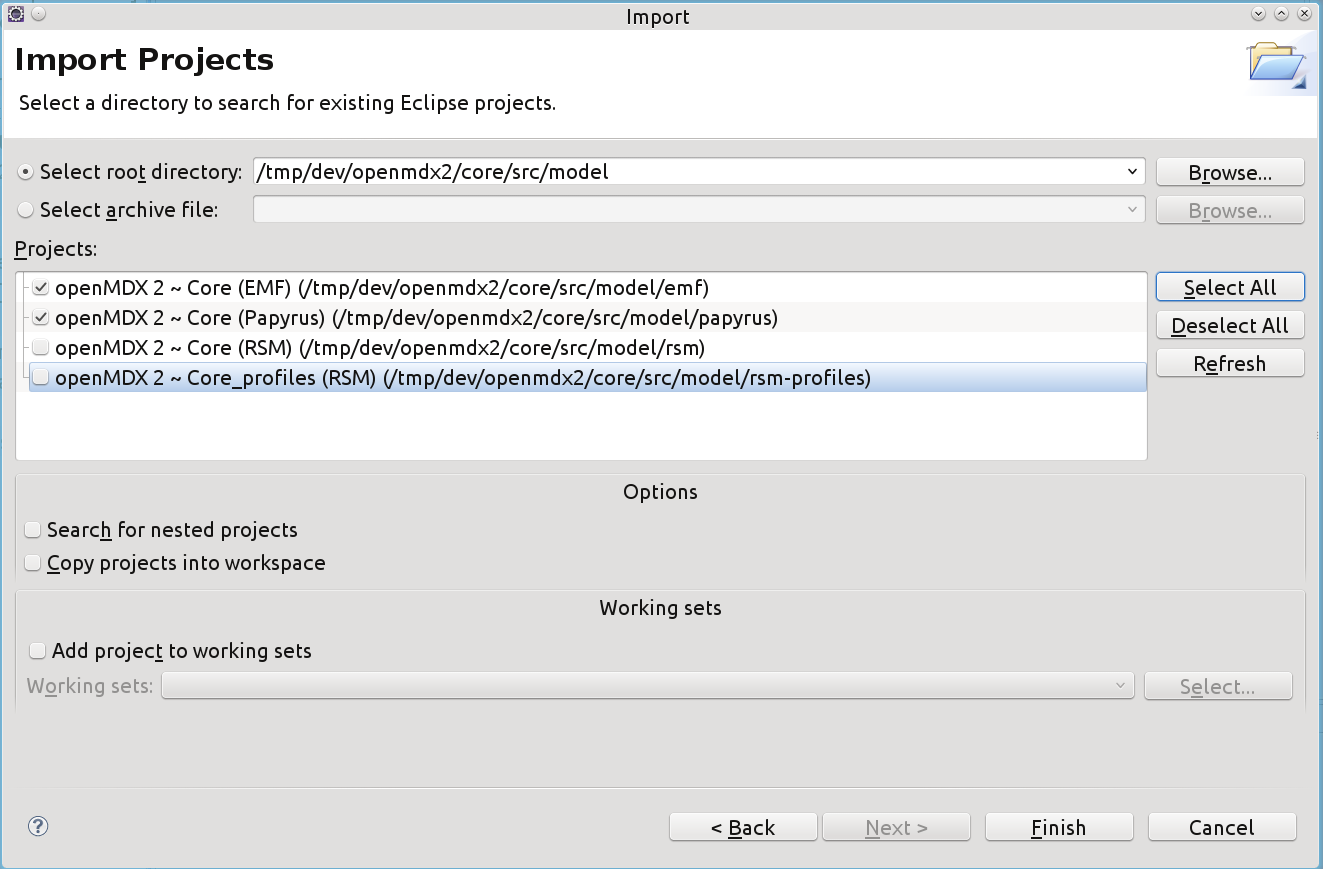 Import
Import Projects
Select a directory to search for existing Eclipse projects.
Select root directory: /tmp/dev/openmdx2/core/src/model Browse...
Select archive file: Browse...
Projects:
openMDX 2 ~ Core (EMF) (/tmp/dev/openmdx2/core/src/model/emf) Select All
openMDX 2 ~ Core (Papyrus) (/tmp/dev/openmdx2/core/src/model/papyrus) Deselect All
openMDX 2 ~ Core (RSM) (/tmp/dev/openmdx2/core/src/model/rsm) Refresh
openMDX 2 ~ Core_profiles (RSM) (/tmp/dev/openmdx2/core/src/model/rsm-profiles)
Options
Search for nested projects
Copy projects into workspace
Working sets
Add project to working sets
Working sets: Select...
? < Back Next > Finish Cancel